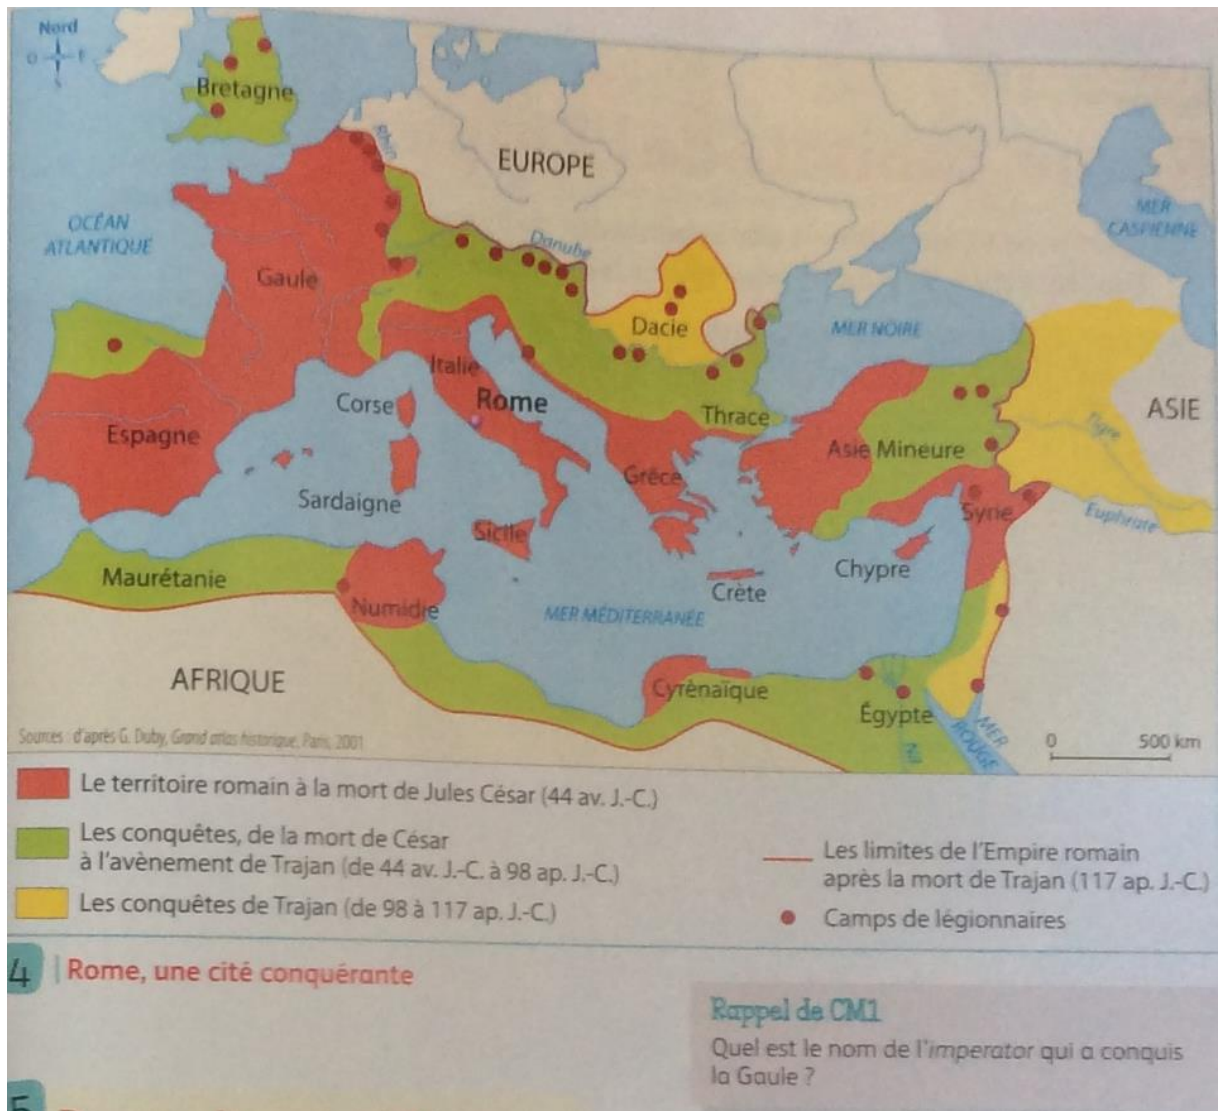 Nord
O E
S
Bretagne
EUROPE
Rhin
OCÉAN
ATLANTIQUE
MER
CASPIENNE
Danube
Gaule
Dacie
MER NOIRE
Italie
Corse
Rome
ASIE
Thrace
Tigre
Espagne
Asie Mineure
Grèce
Sardaigne
Syrie
Euphrate
Sicile
Chypre
Maurétanie
Crète
Numidie
MER MÉDITERRANÉE
AFRIQUE
Cyrènaïque
Égypte
MER
ROUGE
Nil
Sources : d'après G. Duby, Grand atlas historique, Paris, 2001
0 500 km
Le territoire romain à la mort de Jules César (44 av. J.-C.)
Les conquêtes, de la mort de César
à l'avènement de Trajan (de 44 av. J.-C. à 98 ap. J.-C.)
Les conquêtes de Trajan (de 98 à 117 ap. J.-C.)
Les limites de l'Empire romain
après la mort de Trajan (117 ap. J.-C.)
Camps de légionnaires
4 Rome, une cité conquérante
Rappel de CM1
Quel est le nom de l'imperator qui a conquis
la Gaule ?
5